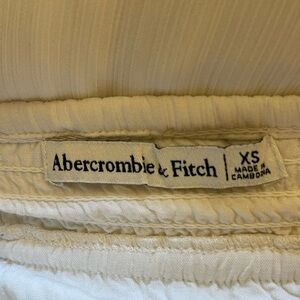 Abercrombie & Fitch
XS
MADE IN
CAMBODIA